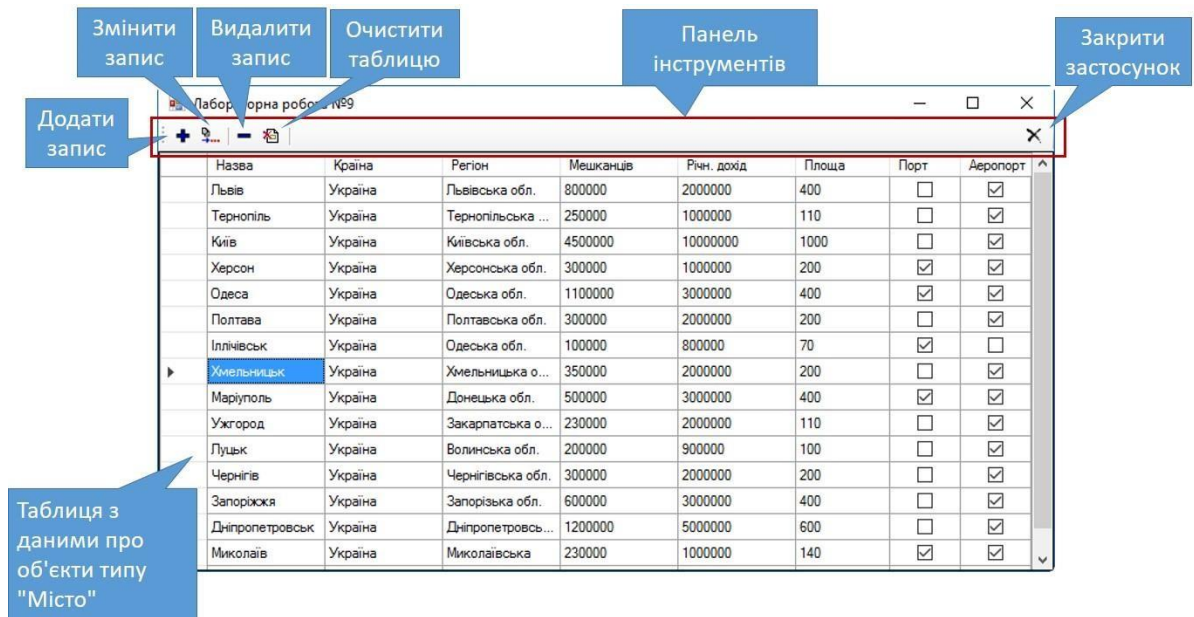 Змінити
запис
Видалити
запис
Очистити
таблицю
Панель
інструментів
Закрити
застосунок
Додати
запис
Лабораторна робота №9
Назва Країна Регіон Мешканців Річн. дохід Площа Порт Аеропорт
Львів Україна Львівська обл. 800000 2000000 400
Тернопіль Україна Тернопільська ... 250000 1000000 110
Київ Україна Київська обл. 4500000 10000000 1000
Херсон Україна Херсонська обл. 300000 1000000 200
Одеса Україна Одеська обл. 1100000 3000000 400
Полтава Україна Полтавська обл. 300000 2000000 200
Іллічівськ Україна Одеська обл. 100000 800000 70
Хмельницьк Україна Хмельницька о... 350000 2000000 200
Маріуполь Україна Донецька обл. 500000 3000000 400
Ужгород Україна Закарпатська о... 230000 2000000 110
Луцьк Україна Волинська обл. 200000 900000 100
Чернігів Україна Чернігівська обл. 300000 2000000 200
Запоріжжя Україна Запорізька обл. 600000 3000000 400
Дніпропетровськ Україна Дніпропетровсь... 1200000 5000000 600
Миколаїв Україна Миколаївська 230000 1000000 140
Таблиця з
даними про
об'єкти типу
"Місто"